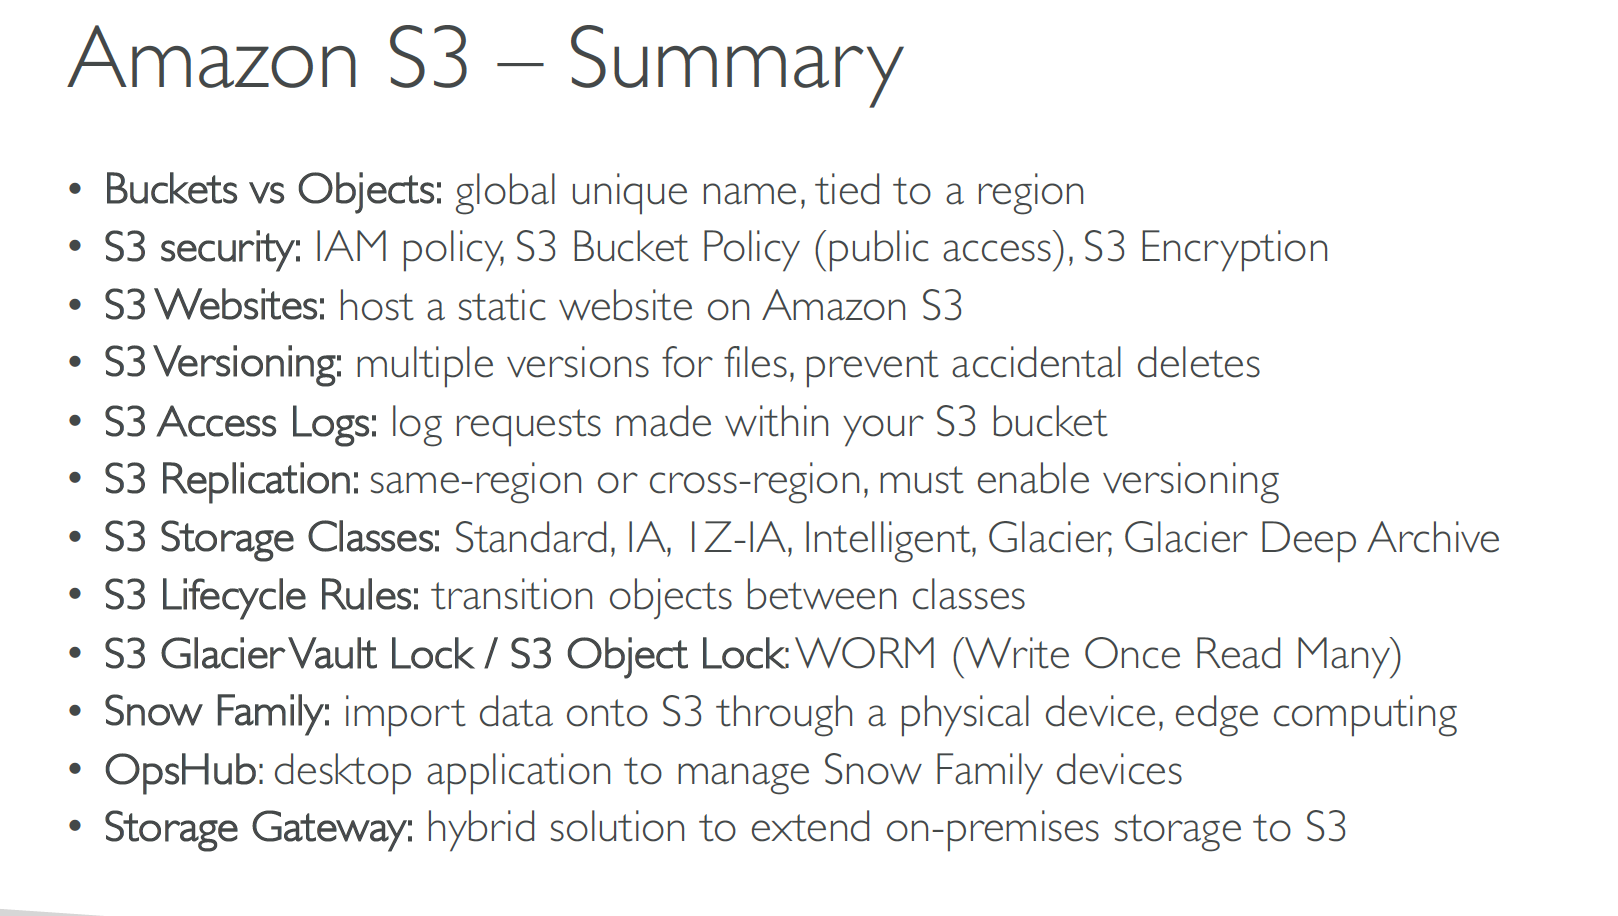 Amazon S3 – Summary
• Buckets vs Objects: global unique name, tied to a region
• S3 security: IAM policy, S3 Bucket Policy (public access), S3 Encryption
• S3 Websites: host a static website on Amazon S3
• S3 Versioning: multiple versions for files, prevent accidental deletes
• S3 Access Logs: log requests made within your S3 bucket
• S3 Replication: same-region or cross-region, must enable versioning
• S3 Storage Classes: Standard, IA, 1Z-IA, Intelligent, Glacier, Glacier Deep Archive
• S3 Lifecycle Rules: transition objects between classes
• S3 Glacier Vault Lock / S3 Object Lock: WORM (Write Once Read Many)
• Snow Family: import data onto S3 through a physical device, edge computing
• OpsHub: desktop application to manage Snow Family devices
• Storage Gateway: hybrid solution to extend on-premises storage to S3